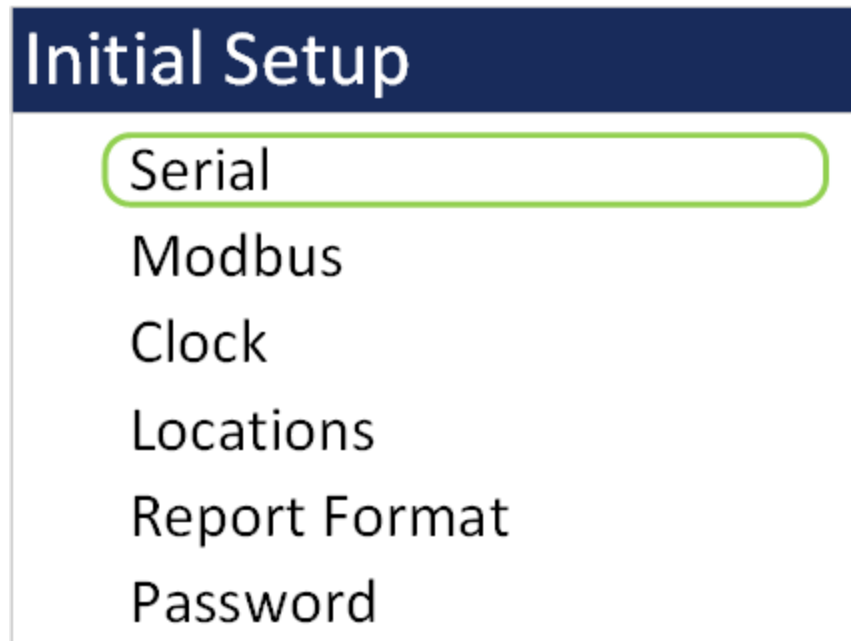 Initial Setup
Serial
Modbus
Clock
Locations
Report Format
Password